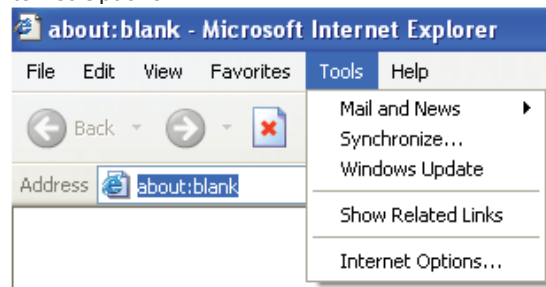 about:blank - Microsoft Internet Explorer
File Edit View Favorites Tools Help
Back
Address about:blank
Mail and News
Synchronize...
Windows Update
Show Related Links
Internet Options...